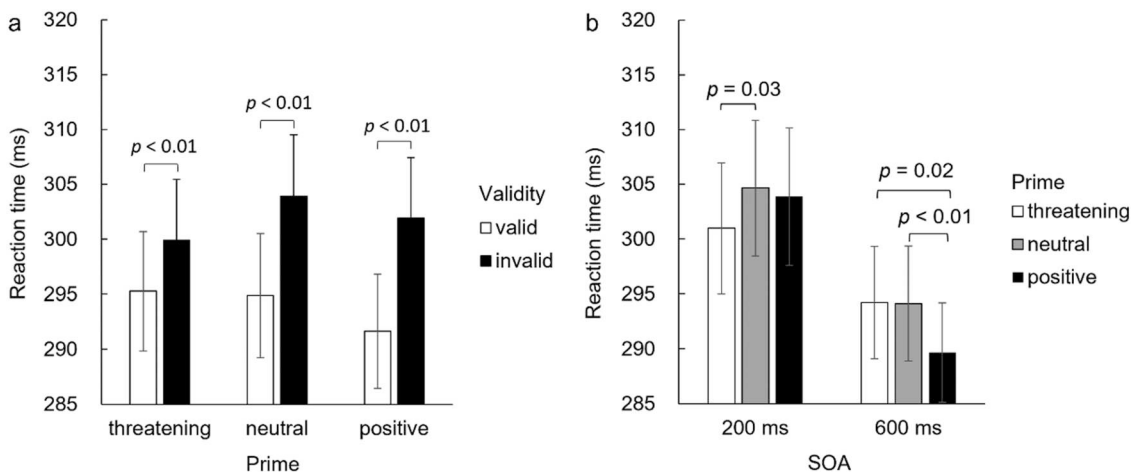 a
320
315
310
305
300
295
290
285
Reaction time (ms)
p < 0.01
p < 0.01
p < 0.01
threatening neutral positive
Prime
Validity
valid
invalid
b
320
315
310
305
300
295
290
285
Reaction time (ms)
p = 0.03
p = 0.02
p < 0.01
200 ms 600 ms
SOA
Prime
threatening
neutral
positive